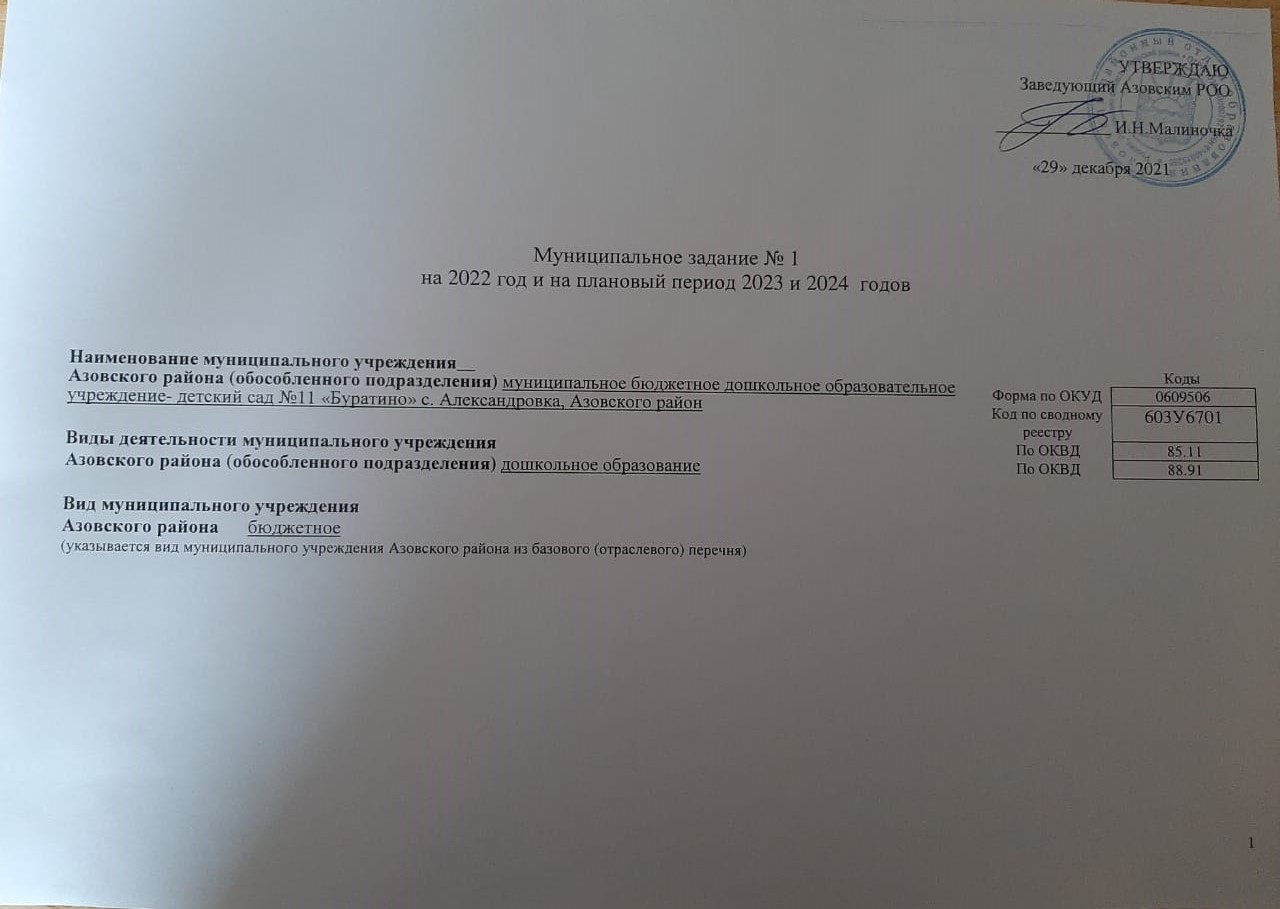 УТВЕРЖДАЮ
Заведующий Азовским РОО
И.Н.Малиночка
«29» декабря 2021
Муниципальное задание № 1
на 2022 год и на плановый период 2023 и 2024 годов
Наименование муниципального учреждения__
Азовского района (обособленного подразделения) муниципальное бюджетное дошкольное образовательное
учреждение- детский сад №11 «Буратино» с. Александровка, Азовского район
Виды деятельности муниципального учреждения
Азовского района (обособленного подразделения) дошкольное образование
Вид муниципального учреждения
Азовского района бюджетное
(указывается вид муниципального учреждения Азовского района из базового (отраслевого) перечня)
Коды
Форма по ОКУД 0609506
Код по сводному 603У6701
реестру
По ОКВД 85.11
По ОКВД 88.91
1